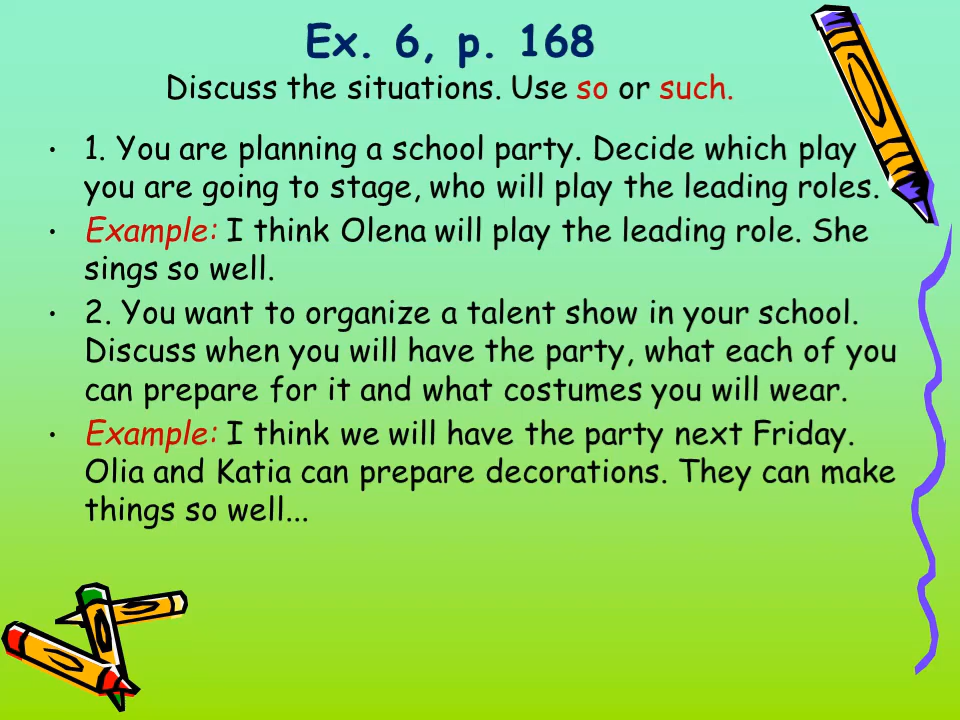 Ex. 6, p. 168
Discuss the situations. Use so or such.
• 1. You are planning a school party. Decide which play
you are going to stage, who will play the leading roles.
• Example: I think Olena will play the leading role. She
sings so well.
• 2. You want to organize a talent show in your school.
Discuss when you will have the party, what each of you
can prepare for it and what costumes you will wear.
• Example: I think we will have the party next Friday.
Olia and Katia can prepare decorations. They can make
things so well...